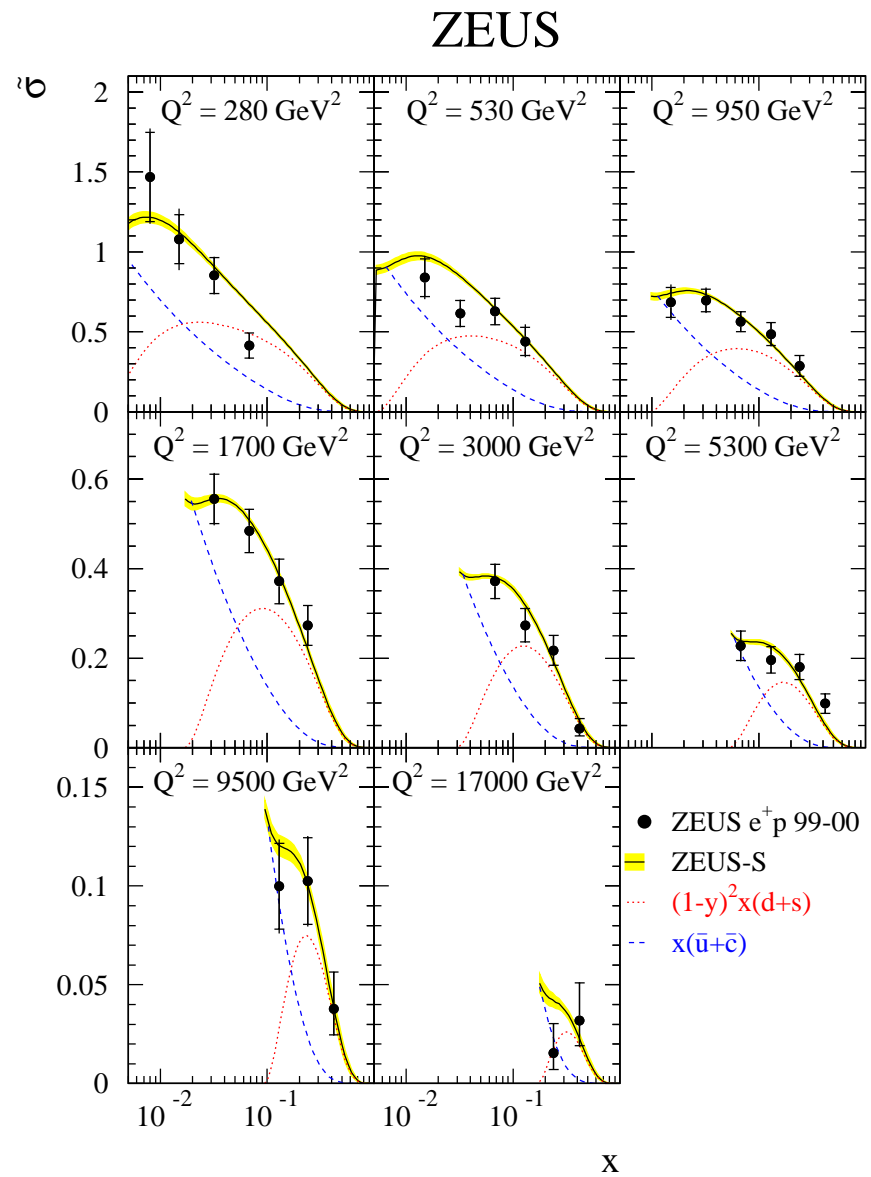 ZEUS
σ̃
Q² = 280 GeV²
Q² = 530 GeV²
Q² = 950 GeV²
2
1.5
1
0.5
0
Q² = 1700 GeV²
Q² = 3000 GeV²
Q² = 5300 GeV²
0.6
0.4
0.2
0
Q² = 9500 GeV²
Q² = 17000 GeV²
0.15
0.1
0.05
0
ZEUS e⁺p 99-00
ZEUS-S
(1-y)²x(d+s)
x(ū+c̄)
10⁻² 10⁻¹ 10⁻² 10⁻¹
x